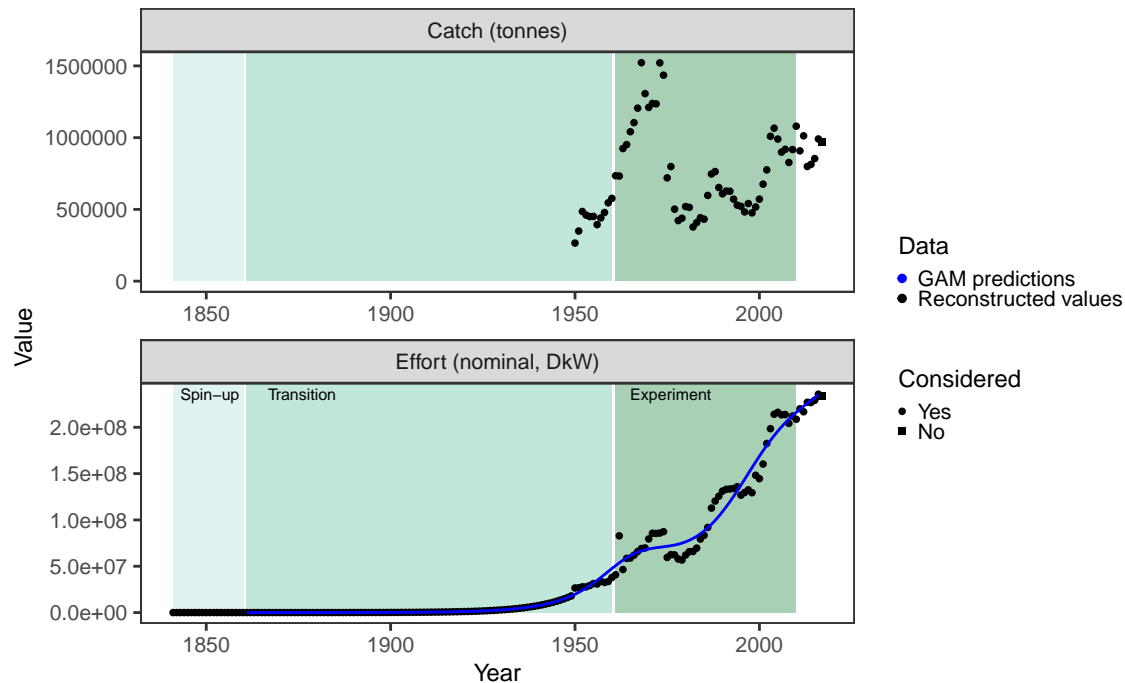 Catch (tonnes)
1500000
1000000
500000
0
1850
1900
1950
2000
Value
Effort (nominal, DkW)
Spin−up
Transition
Experiment
2.0e+08
1.5e+08
1.0e+08
5.0e+07
0.0e+00
1850
1900
1950
2000
Year
Data
GAM predictions
Reconstructed values
Considered
Yes
No